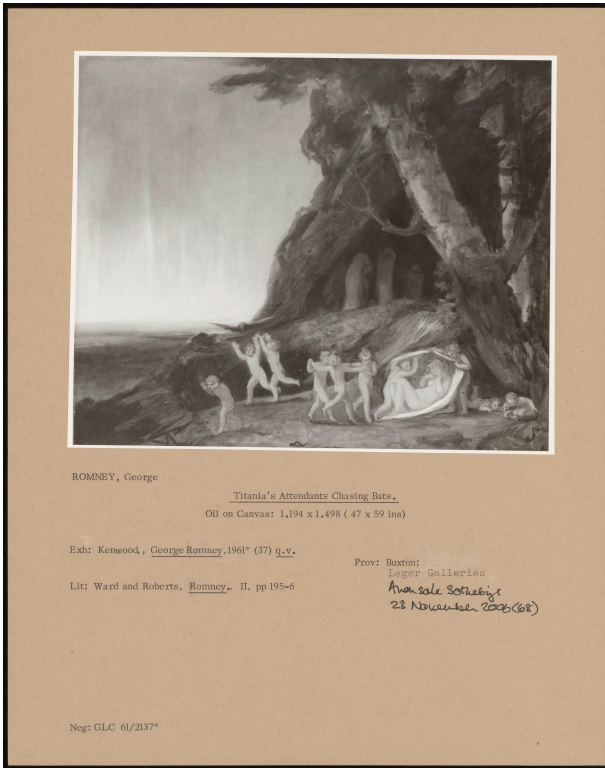 ROMNEY, George
Titania's Attendants Chasing Bats.
Oil on Canvas: 1.194 x 1.498 ( 47 x 59 ins)
Exh: Kenwood,, George Romney,1961* (37) q.v.
Lit: Ward and Roberts, Romney,. II, pp 195-6
Prov: Buxton;
Leger Galleries
Anon sale Sothebys
23 November 2006 (68)
Neg: GLC 61/2137*